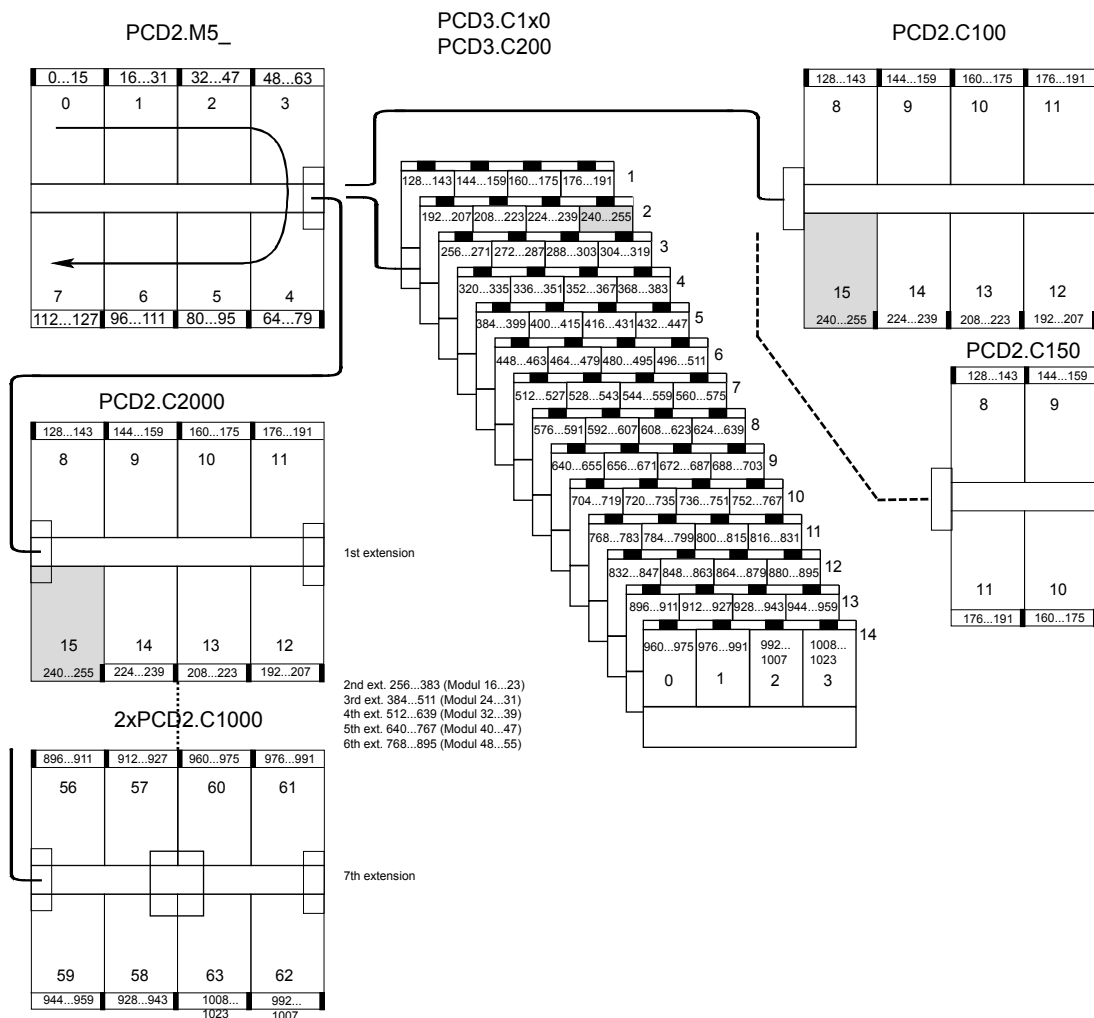 PCD2.M5_
0...15 16...31 32...47 48...63
0 1 2 3
7 6 5 4
112...127 96...111 80...95 64...79
PCD3.C1x0
PCD3.C200
128...143 144...159 160...175 176...191 1
192...207 208...223 224...239 240...255 2
256...271 272...287 288...303 304...319 3
320...335 336...351 352...367 368...383 4
384...399 400...415 416...431 432...447 5
448...463 464...479 480...495 496...511 6
512...527 528...543 544...559 560...575 7
576...591 592...607 608...623 624...639 8
640...655 656...671 672...687 688...703 9
704...719 720...735 736...751 752...767 10
768...783 784...799 800...815 816...831 11
832...847 848...863 864...879 880...895 12
896...911 912...927 928...943 944...959 13
960...975 976...991 992... 1008... 14
1007 1023
0 1 2 3
PCD2.C100
128...143 144...159 160...175 176...191
8 9 10 11
15 14 13 12
240...255 224...239 208...223 192...207
PCD2.C150
128...143 144...159
8 9
11 10
176...191 160...175
PCD2.C2000
128...143 144...159 160...175 176...191
8 9 10 11
1st extension
15 14 13 12
240...255 224...239 208...223 192...207
2nd ext. 256...383 (Modul 16...23)
3rd ext. 384...511 (Modul 24...31)
4th ext. 512...639 (Modul 32...39)
5th ext. 640...767 (Modul 40...47)
6th ext. 768...895 (Modul 48...55)
2xPCD2.C1000
896...911 912...927 960...975 976...991
56 57 60 61
7th extension
59 58 63 62
944...959 928...943 1008... 992...
1023 1007